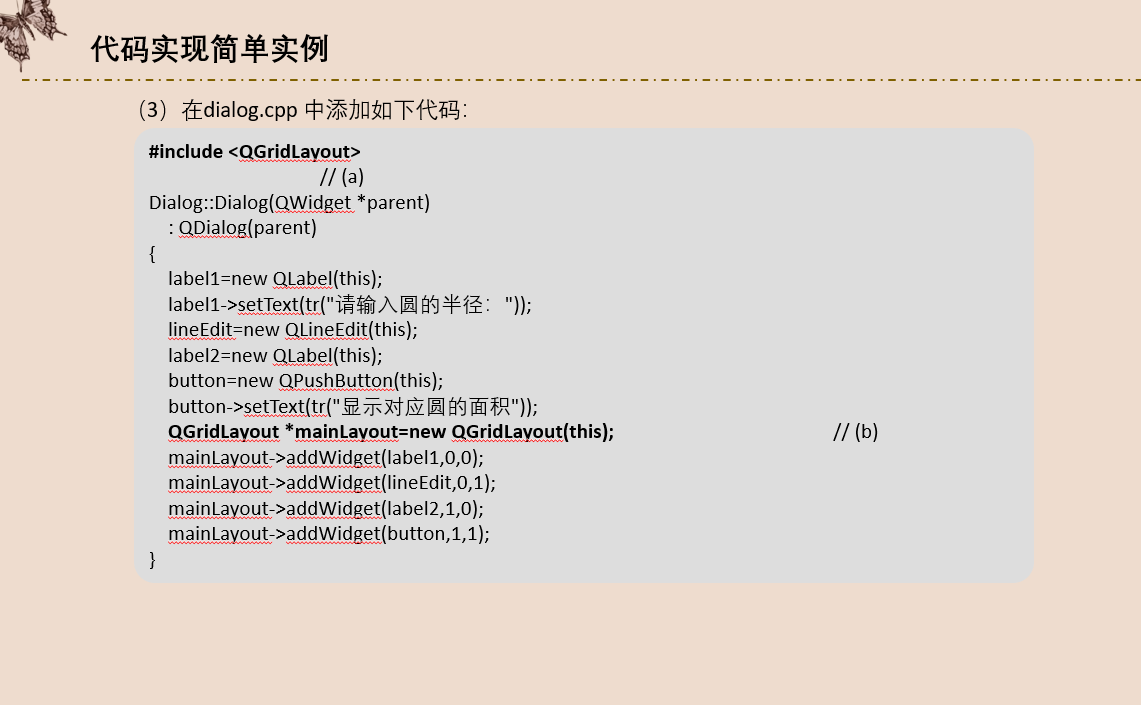 代码实现简单实例
（3）在dialog.cpp 中添加如下代码：
#include <QGridLayout>
// (a)
Dialog::Dialog(QWidget *parent)
: QDialog(parent)
{
label1=new QLabel(this);
label1->setText(tr("请输入圆的半径："));
lineEdit=new QLineEdit(this);
label2=new QLabel(this);
button=new QPushButton(this);
button->setText(tr("显示对应圆的面积"));
QGridLayout *mainLayout=new QGridLayout(this); // (b)
mainLayout->addWidget(label1,0,0);
mainLayout->addWidget(lineEdit,0,1);
mainLayout->addWidget(label2,1,0);
mainLayout->addWidget(button,1,1);
}